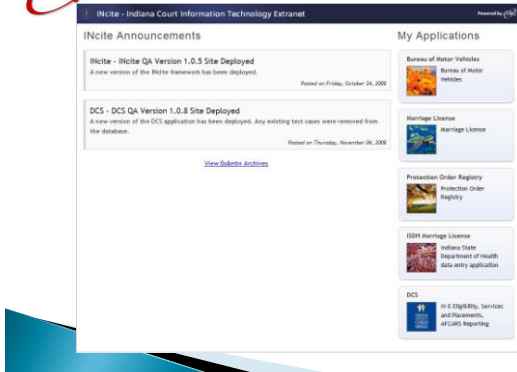 INcite - Indiana Court Information Technology Extranet
Powered by
INcite Announcements
INcite - INcite QA Version 1.0.5 Site Deployed
A new version of the INcite framework has been deployed.
Posted on Friday, October 24, 2008
DCS - DCS QA Version 1.0.8 Site Deployed
A new version of the DCS application has been deployed. Any existing test cases were removed from
the database.
Posted on Thursday, November 06, 2008
View Bulletin Archives
My Applications
Bureau of Motor Vehicles
Bureau of Motor
Vehicles
Marriage License
Marriage License
Protection Order Registry
Protection Order
Registry
ISDH Marriage License
Indiana State
Department of Health
data entry application
DCS
IV-E Eligibility, Services
and Placements,
AFCARS Reporting